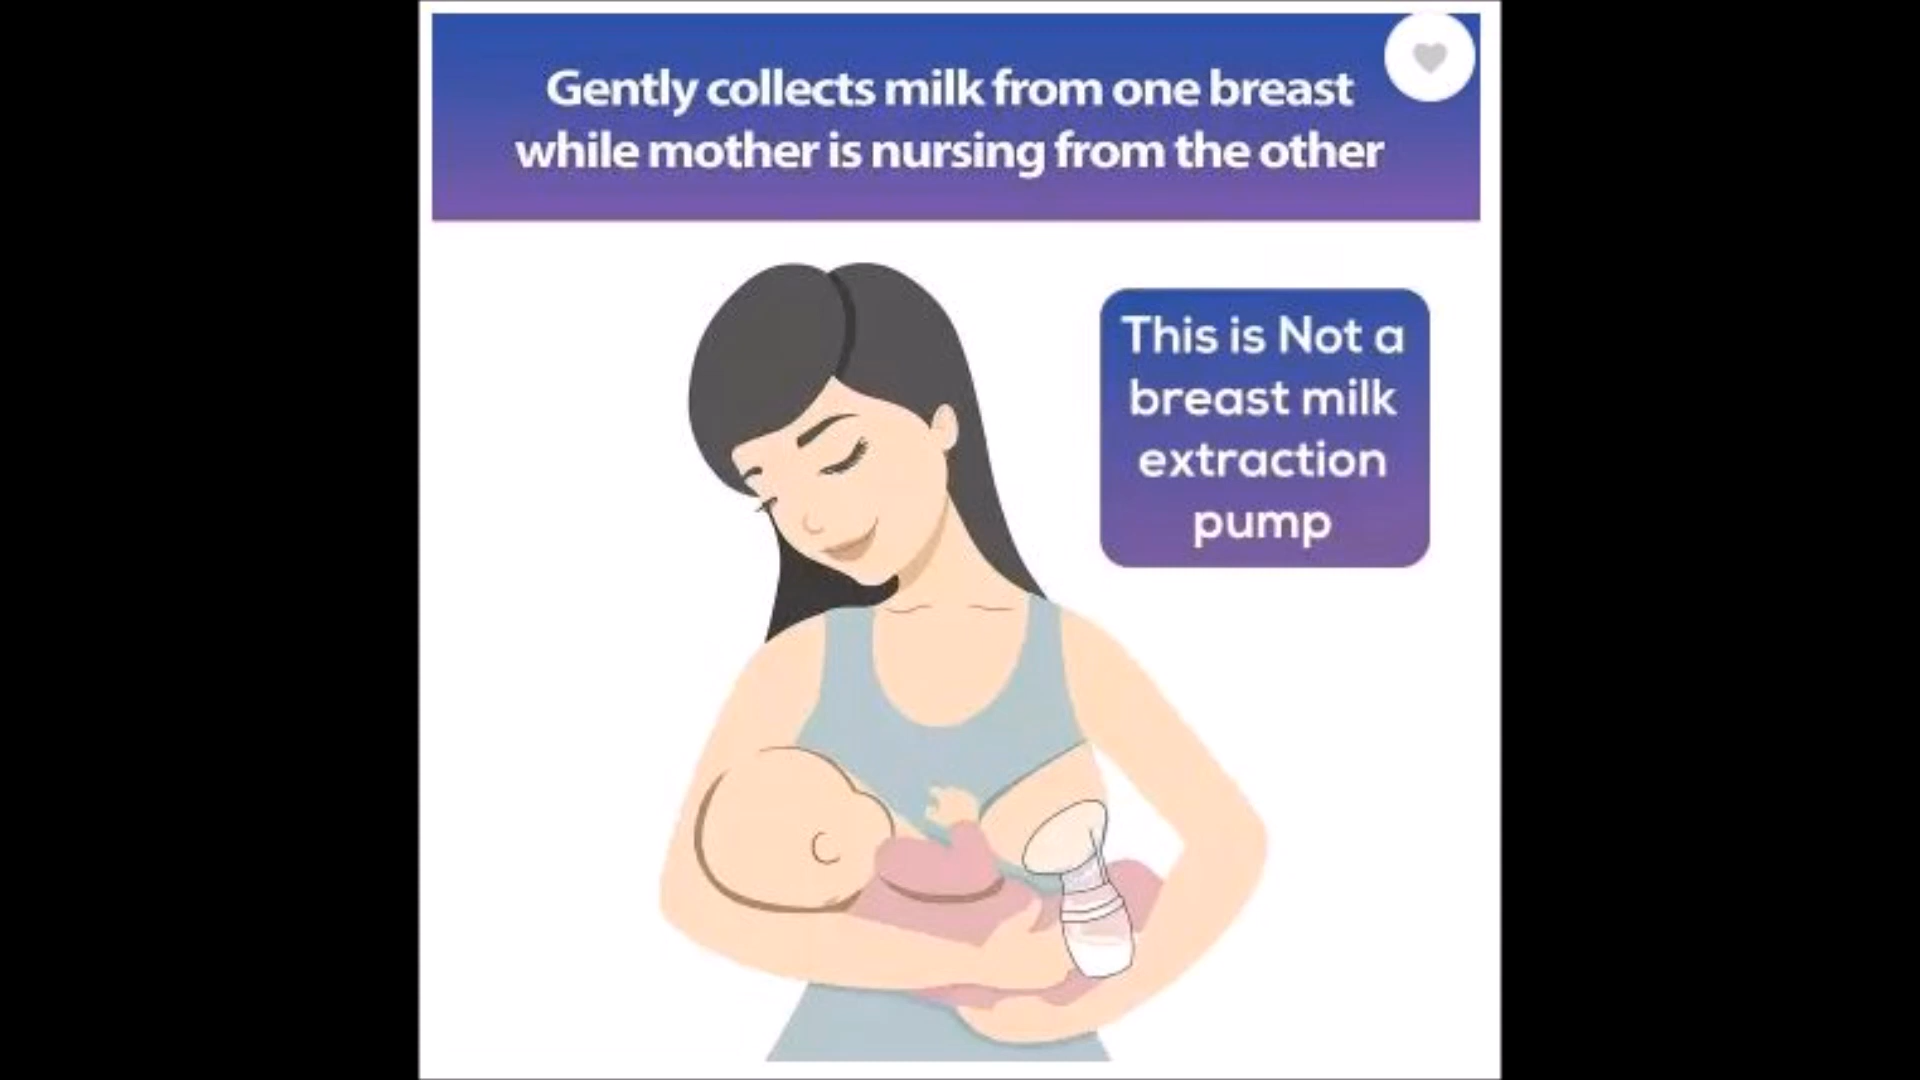 Gently collects milk from one breast
while mother is nursing from the other
This is Not a
breast milk
extraction
pump